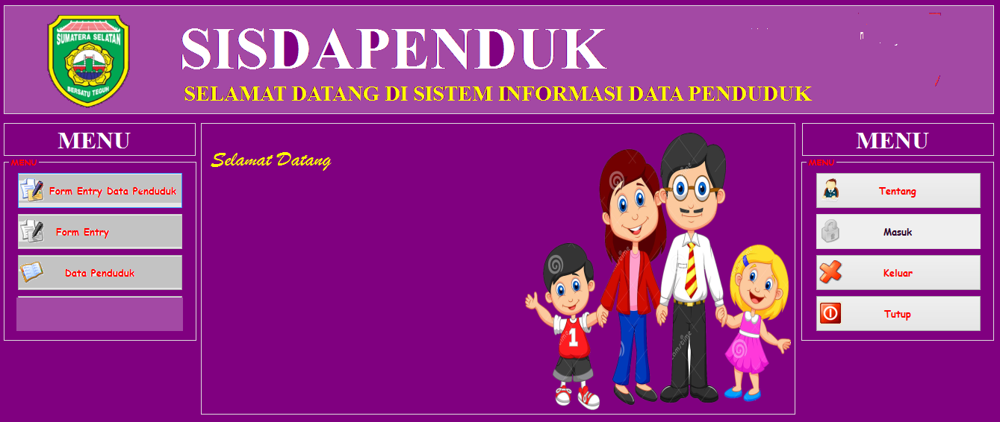 SUMATERA SELATAN
BERSATU TEGUH
SISDAPENDUK
SELAMAT DATANG DI SISTEM INFORMASI DATA PENDUDUK
MENU
MENU
Form Entry Data Penduduk
Form Entry
Data Penduduk
Selamat Datang
1
MENU
MENU
Tentang
Masuk
Keluar
Tutup